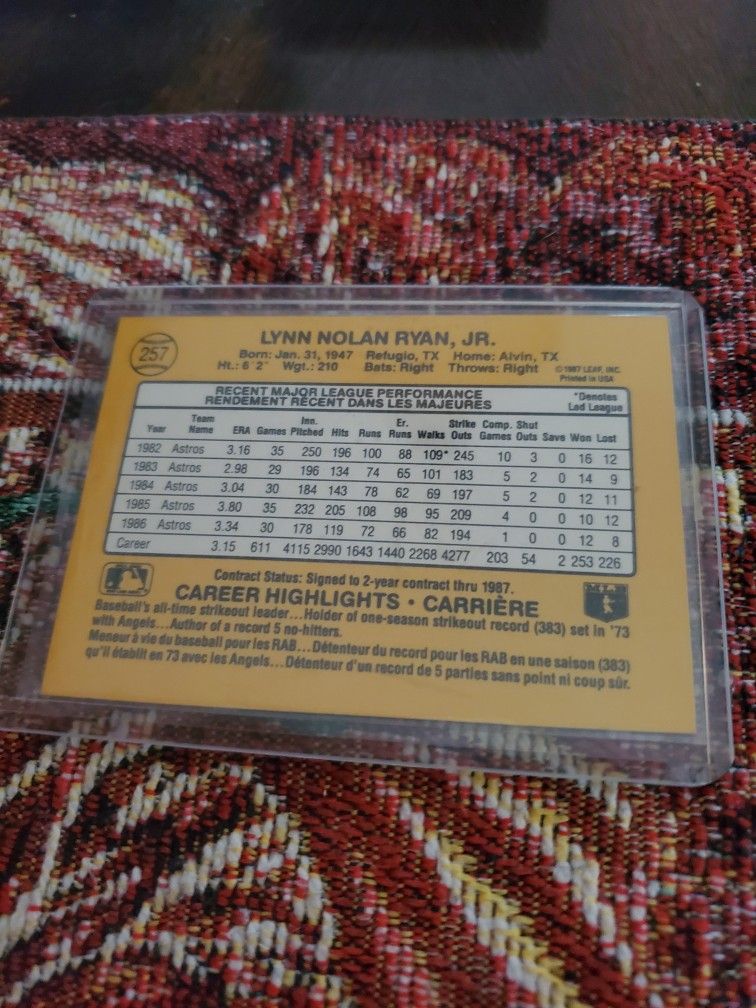 257
LYNN NOLAN RYAN, JR.
Born: Jan. 31, 1947 Refugio, TX Home: Alvin, TX
Ht.: 6'2" Wgt.: 210 Bats: Right Throws: Right
©1987 LEAF, INC.
Printed in USA
RECENT MAJOR LEAGUE PERFORMANCE
RENDEMENT RÉCENT DANS LES MAJEURES
*Denotes
Led League
Year Team Name ERA Games Inn. Pitched Hits Runs Er. Runs Walks Strike Outs Comp. Games Shut Outs Save Won Lost
1982 Astros 3.16 35 250 196 100 88 109* 245 10 3 0 16 12
1983 Astros 2.98 29 196 134 74 65 101 183 5 2 0 14 9
1984 Astros 3.04 30 184 143 78 62 69 197 5 2 0 12 11
1985 Astros 3.80 35 232 205 108 98 95 209 4 0 0 10 12
1986 Astros 3.34 30 178 119 72 66 82 194 1 0 0 12 8
Career 3.15 611 4115 2990 1643 1440 2268 4277 203 54 2 253 226
Contract Status: Signed to 2-year contract thru 1987.
CAREER HIGHLIGHTS • CARRIÈRE
Baseball's all-time strikeout leader...Holder of one-season strikeout record (383) set in '73
with Angels...Author of a record 5 no-hitters.
Meneur à vie du baseball pour les RAB...Détenteur du record pour les RAB en une saison (383)
qu'il établit en 73 avec les Angels...Détenteur d'un record de 5 parties sans point ni coup sûr.